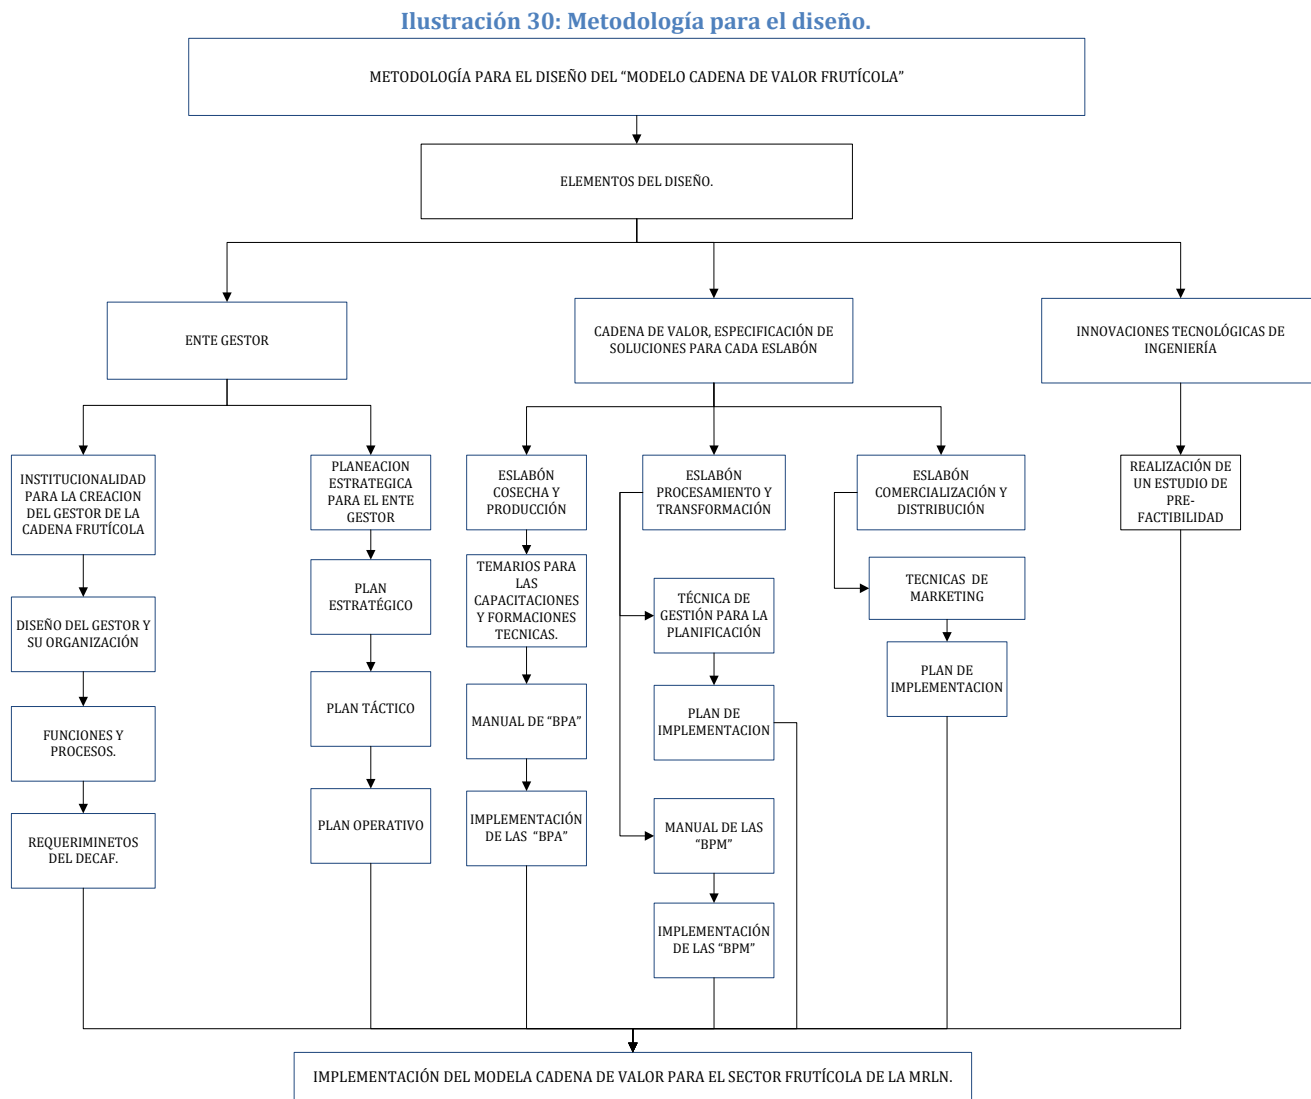 Ilustración 30: Metodología para el diseño.
METODOLOGÍA PARA EL DISEÑO DEL “MODELO CADENA DE VALOR FRUTÍCOLA”
ELEMENTOS DEL DISEÑO.
ENTE GESTOR
CADENA DE VALOR, ESPECIFICACIÓN DE
SOLUCIONES PARA CADA ESLABÓN
INNOVACIONES TECNOLÓGICAS DE
INGENIERÍA
INSTITUCIONALIDAD
PARA LA CREACION
DEL GESTOR DE LA
CADENA FRUTÍCOLA
PLANEACION
ESTRATEGICA
PARA EL ENTE
GESTOR
ESLABÓN
COSECHA Y
PRODUCCIÓN
ESLABÓN
PROCESAMIENTO Y
TRANSFORMACIÓN
ESLABÓN
COMERCIALIZACIÓN Y
DISTRIBUCIÓN
REALIZACIÓN DE
UN ESTUDIO DE
PRE-
FACTIBILIDAD
DISEÑO DEL GESTOR Y
SU ORGANIZACIÓN
PLAN
ESTRATÉGICO
TEMARIOS PARA
LAS
CAPACITACIONES
Y FORMACIONES
TECNICAS.
TÉCNICA DE
GESTIÓN PARA LA
PLANIFICACIÓN
TECNICAS DE
MARKETING
FUNCIONES Y
PROCESOS.
PLAN TÁCTICO
MANUAL DE “BPA”
PLAN DE
IMPLEMENTACION
PLAN DE
IMPLEMENTACION
REQUERIMINETOS
DEL DECAF.
PLAN OPERATIVO
IMPLEMENTACIÓN
DE LAS “BPA”
MANUAL DE LAS
“BPM”
IMPLEMENTACIÓN
DE LAS “BPM”
IMPLEMENTACIÓN DEL MODELA CADENA DE VALOR PARA EL SECTOR FRUTÍCOLA DE LA MRLN.